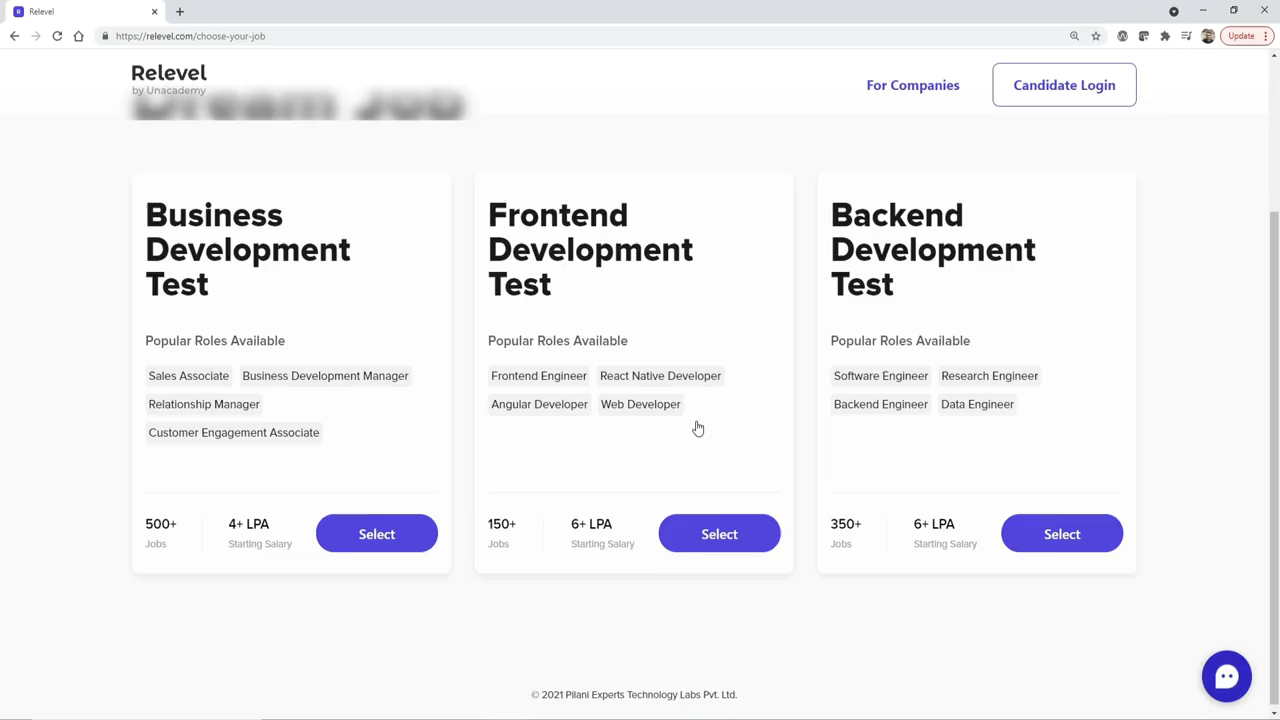 Relevel
Update
https://relevel.com/choose-your-job
Relevel
by Unacademy
For Companies
Candidate Login
Dream Job
Business
Development
Test
Popular Roles Available
Sales Associate
Business Development Manager
Relationship Manager
Customer Engagement Associate
500+
Jobs
4+ LPA
Starting Salary
Select
Frontend
Development
Test
Popular Roles Available
Frontend Engineer
React Native Developer
Angular Developer
Web Developer
150+
Jobs
6+ LPA
Starting Salary
Select
Backend
Development
Test
Popular Roles Available
Software Engineer
Research Engineer
Backend Engineer
Data Engineer
350+
Jobs
6+ LPA
Starting Salary
Select
© 2021 Pilani Experts Technology Labs Pvt. Ltd.